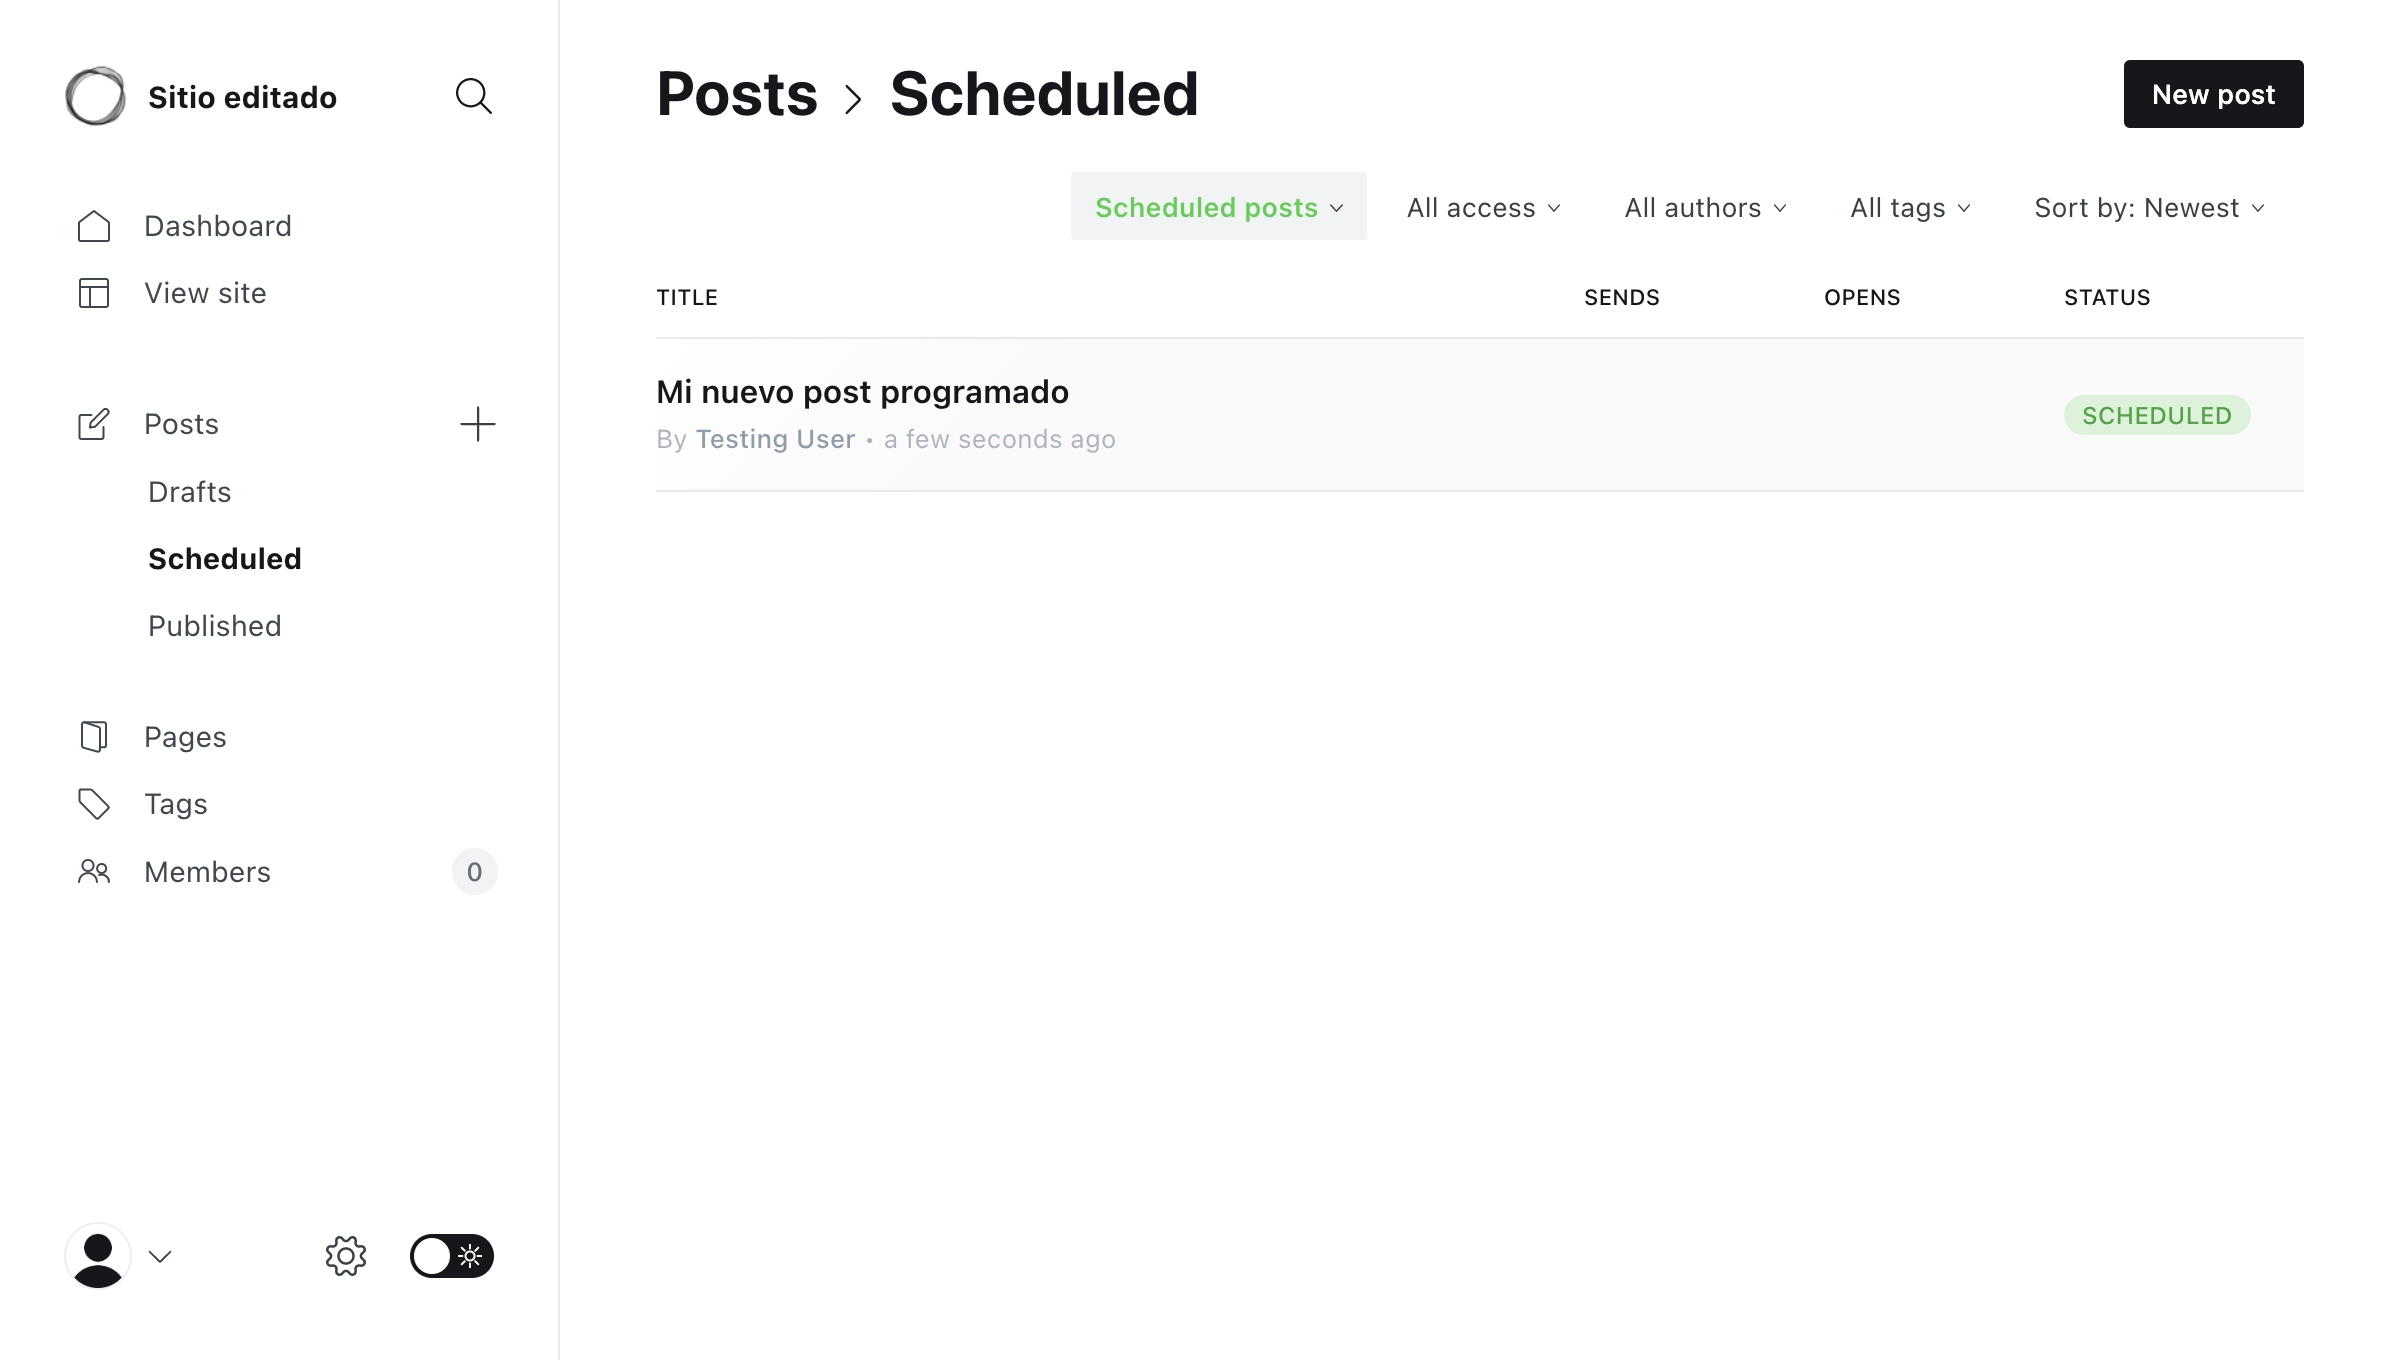 Sitio editado
Dashboard
View site
Posts
Drafts
Scheduled
Published
Pages
Tags
Members 0
Posts > Scheduled
New post
Scheduled posts All access All authors All tags Sort by: Newest
TITLE SENDS OPENS STATUS
Mi nuevo post programado
By Testing User • a few seconds ago
SCHEDULED